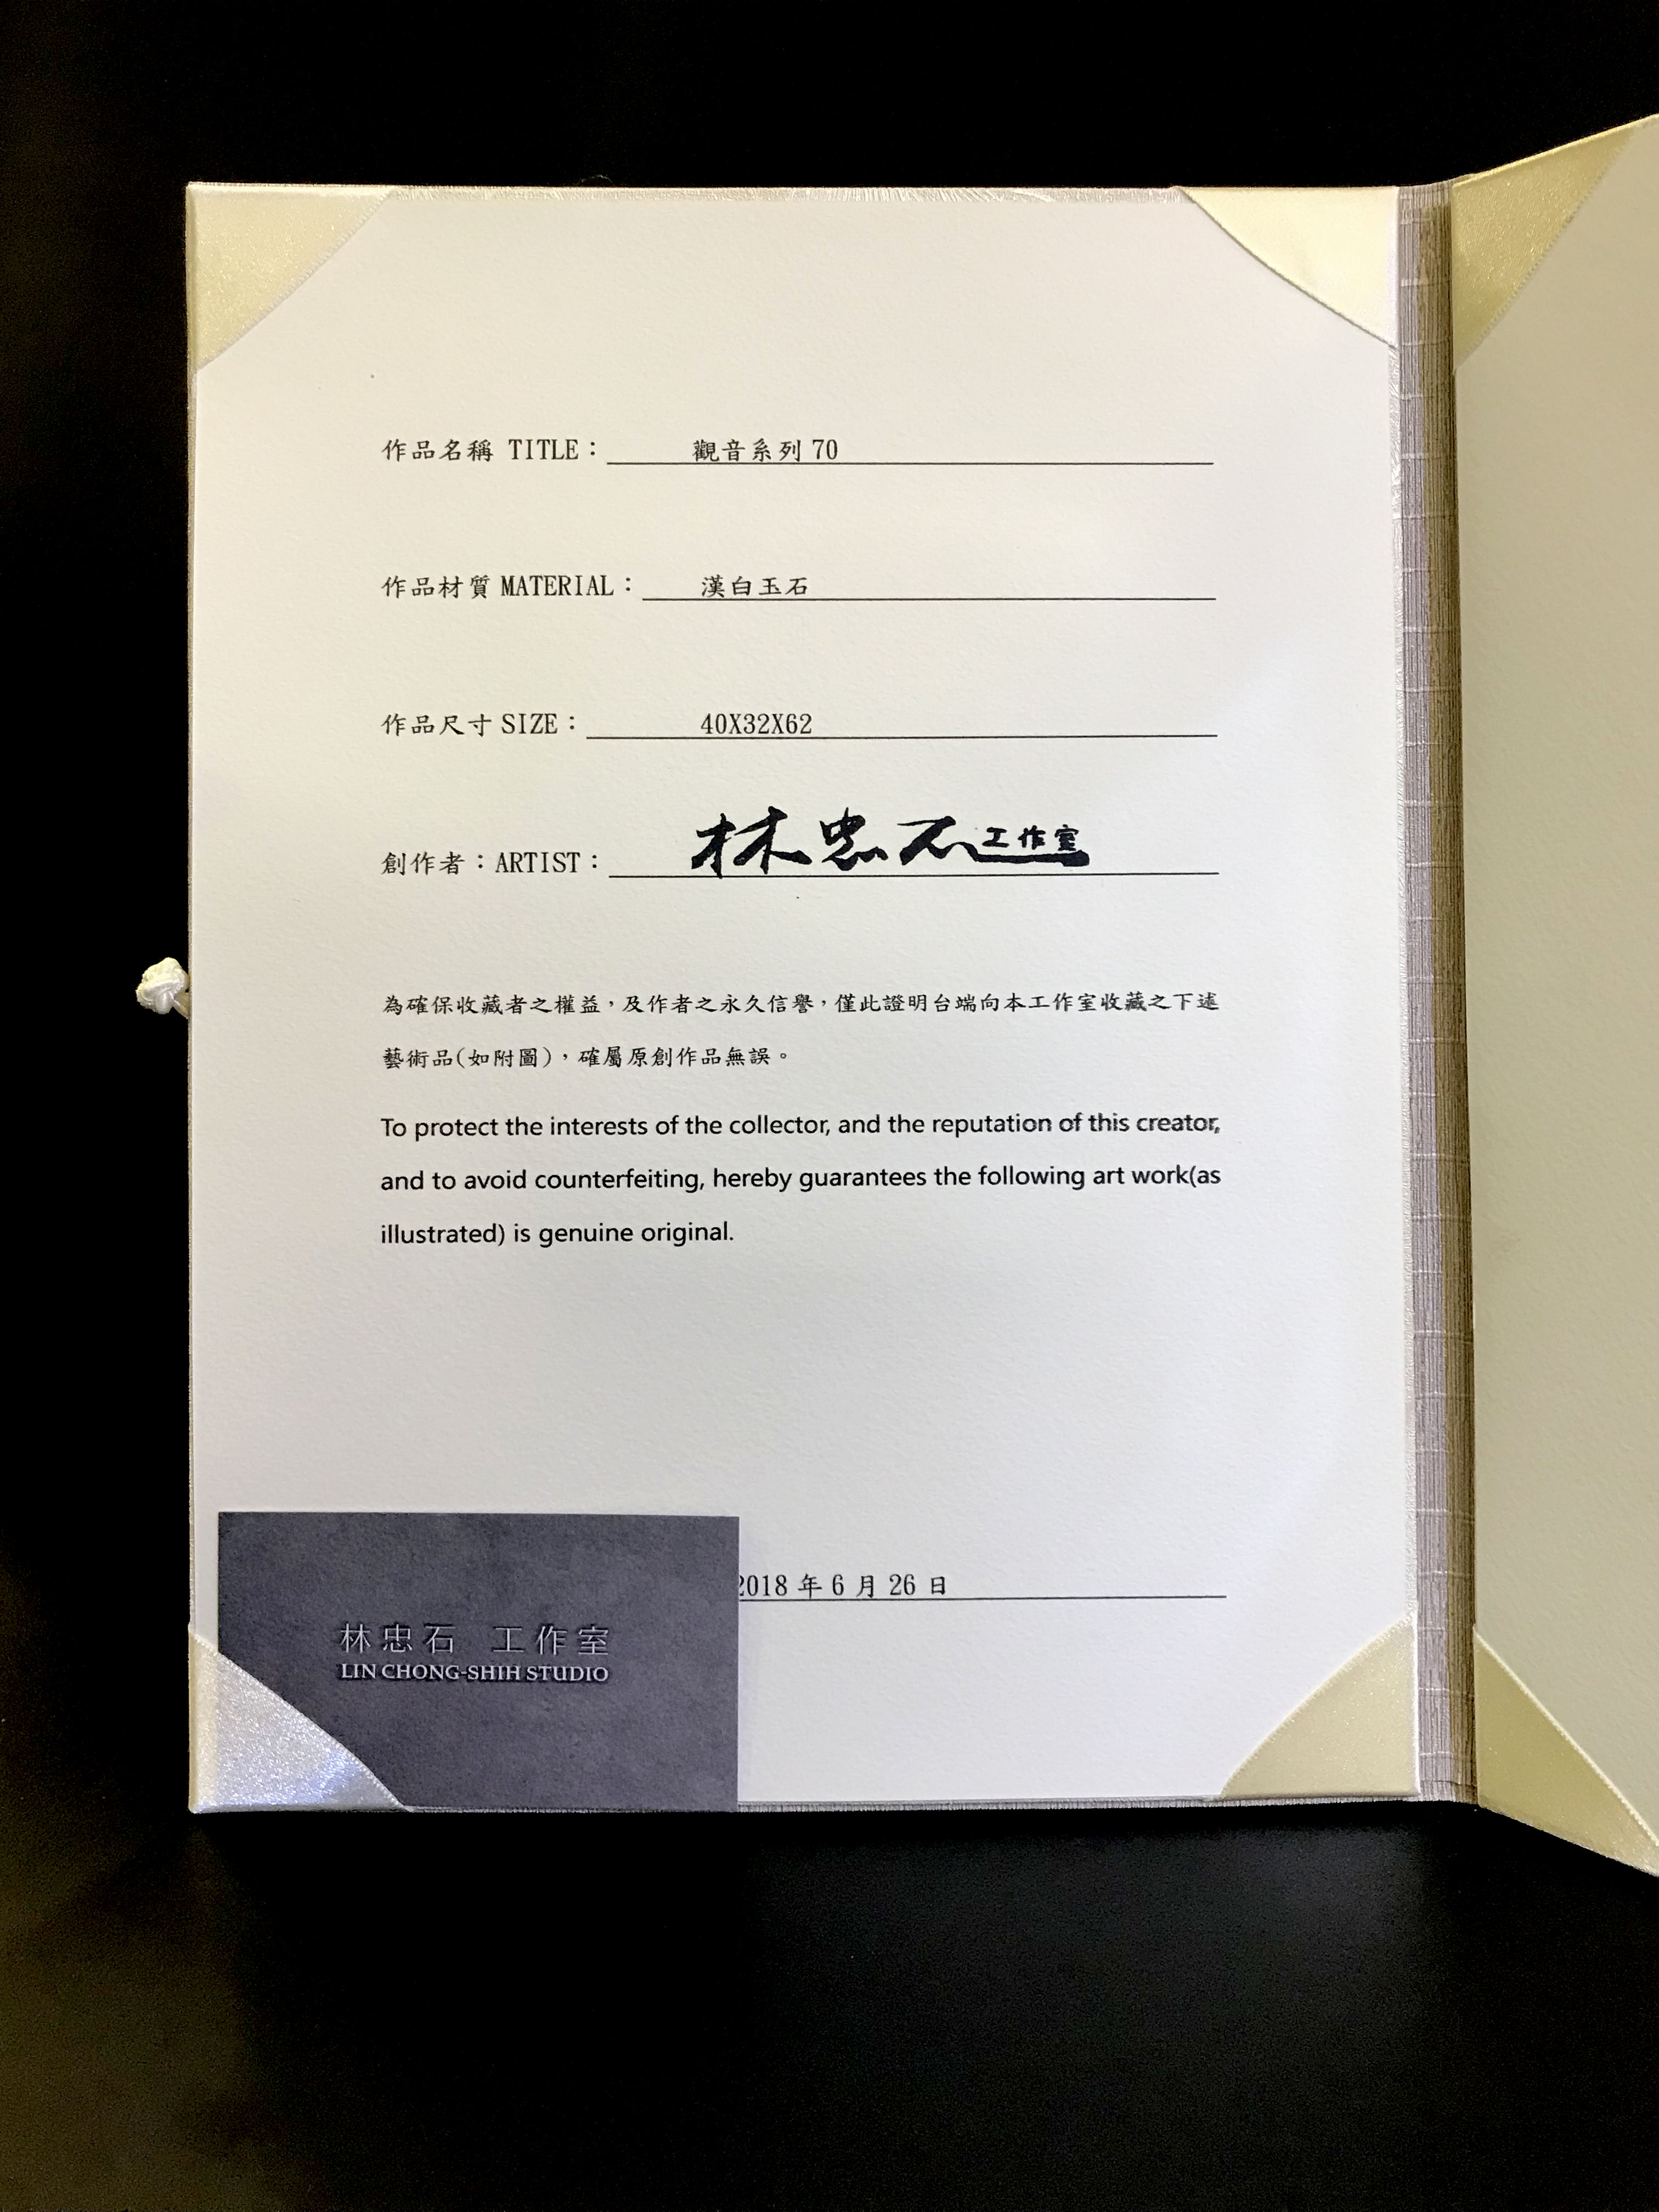 作品名稱 TITLE： 觀音系列 70
作品材質 MATERIAL： 漢白玉石
作品尺寸 SIZE： 40X32X62
創作者：ARTIST： 林忠石工作室
為確保收藏者之權益，及作者之永久信譽，僅此證明台端向本工作室收藏之下述
藝術品(如附圖)，確屬原創作品無誤。
To protect the interests of the collector, and the reputation of this creator,
and to avoid counterfeiting, hereby guarantees the following art work(as
illustrated) is genuine original.
2018 年 6 月 26 日
林忠石 工作室
LIN CHONG-SHIH STUDIO